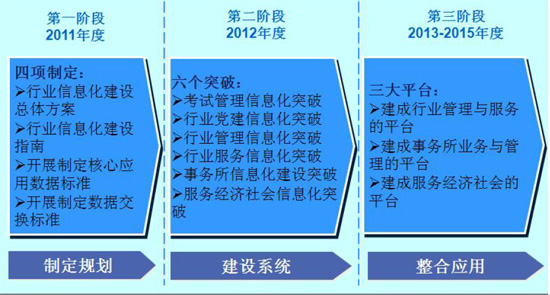 第一阶段
2011年度
四项制定：
➢行业信息化建设
总体方案
➢行业信息化建设
指南
➢开展制定核心应
用数据标准
➢开展制定数据交
换标准
制定规划
第二阶段
2012年度
六个突破：
➢考试管理信息化突破
➢行业党建信息化突破
➢行业管理信息化突破
➢行业服务信息化突破
➢事务所信息化建设突破
➢服务经济社会信息化突
破
建设系统
第三阶段
2013-2015年度
三大平台：
➢建成行业管理与服务
的平台
➢建成事务所业务与管
理的平台
➢建成服务经济社会的
平台
整合应用